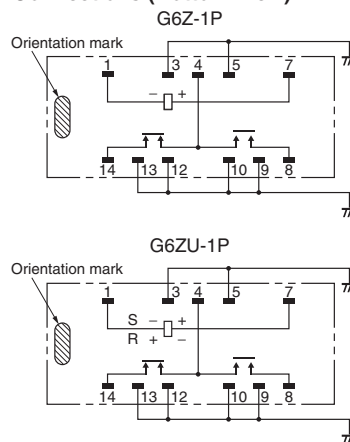 G6Z-1P
Orientation mark
1 3 4 5 7
− +
14 13 12 10 9 8
G6ZU-1P
Orientation mark
1 3 4 5 7
S − +
R + −
14 13 12 10 9 8